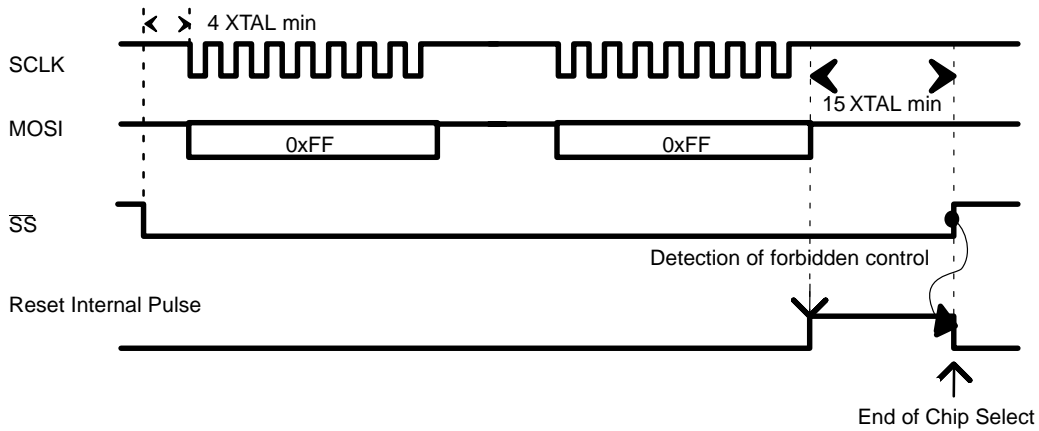 4 XTAL min
SCLK
15 XTAL min
MOSI
0xFF 0xFF
SS
Detection of forbidden control
Reset Internal Pulse
End of Chip Select